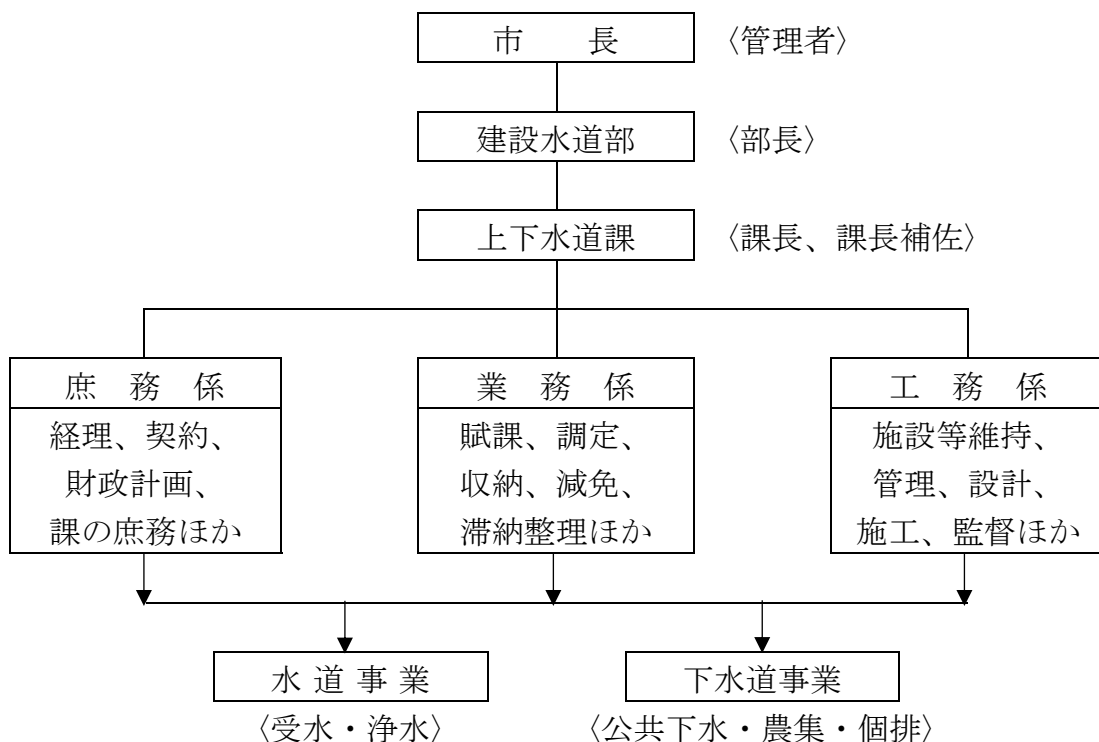 市長 〈管理者〉
建設水道部 〈部長〉
上下水道課 〈課長、課長補佐〉
庶務係
経理、契約、
財政計画、
課の庶務ほか
業務係
賦課、調定、
収納、減免、
滞納整理ほか
工務係
施設等維持、
管理、設計、
施工、監督ほか
水道事業
〈受水・浄水〉
下水道事業
〈公共下水・農集・個排〉